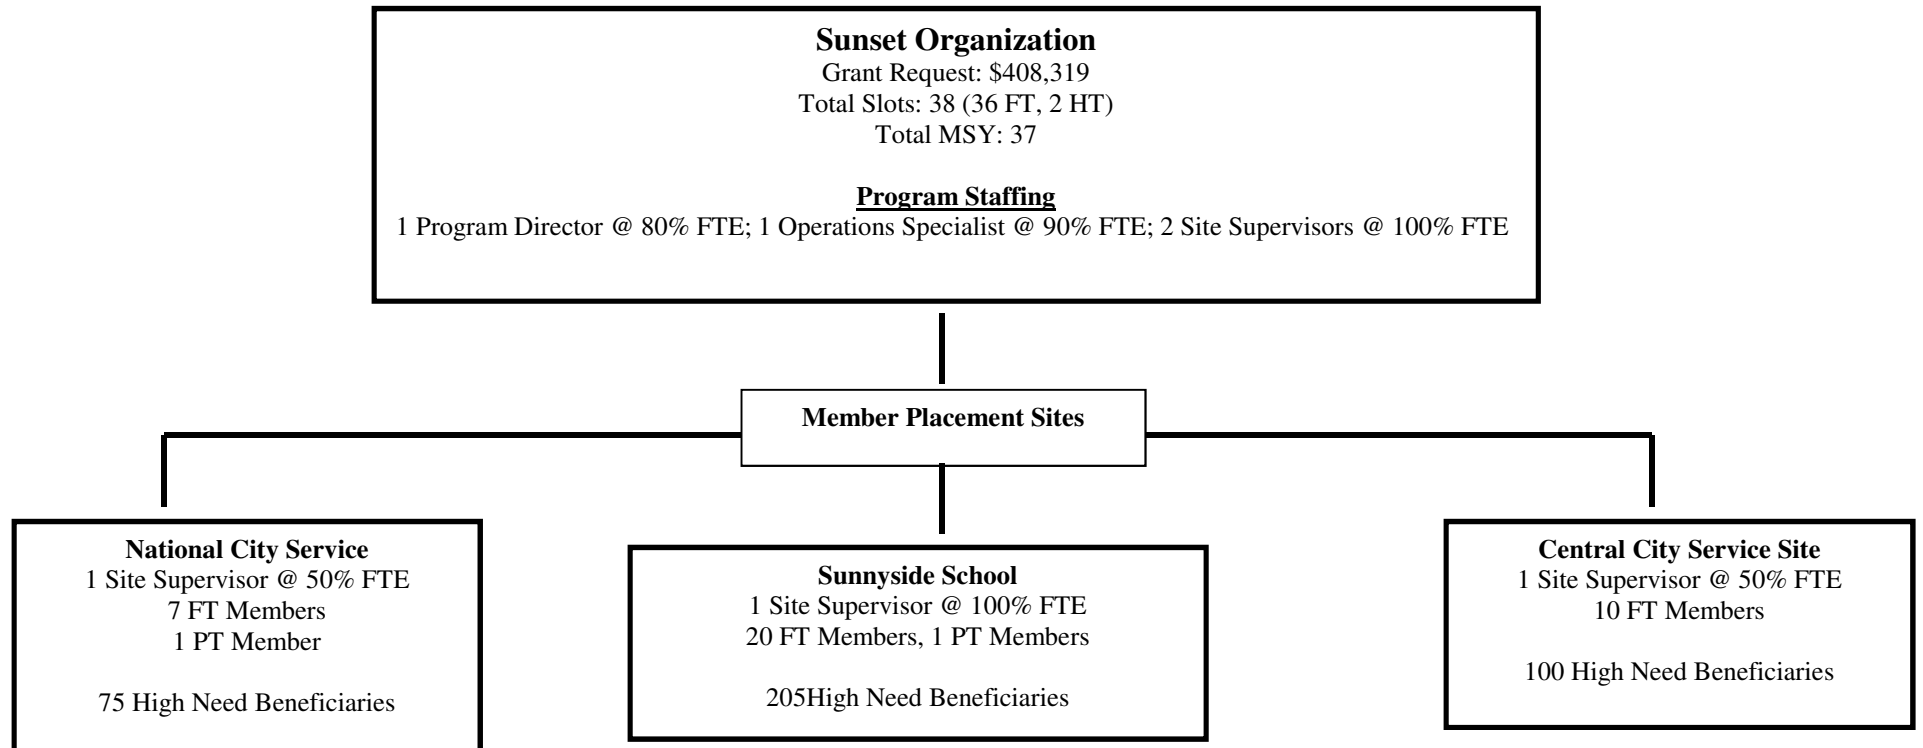 Sunset Organization
Grant Request: $408,319
Total Slots: 38 (36 FT, 2 HT)
Total MSY: 37
Program Staffing
1 Program Director @ 80% FTE; 1 Operations Specialist @ 90% FTE; 2 Site Supervisors @ 100% FTE
Member Placement Sites
National City Service
1 Site Supervisor @ 50% FTE
7 FT Members
1 PT Member
75 High Need Beneficiaries
Sunnyside School
1 Site Supervisor @ 100% FTE
20 FT Members, 1 PT Members
205High Need Beneficiaries
Central City Service Site
1 Site Supervisor @ 50% FTE
10 FT Members
100 High Need Beneficiaries